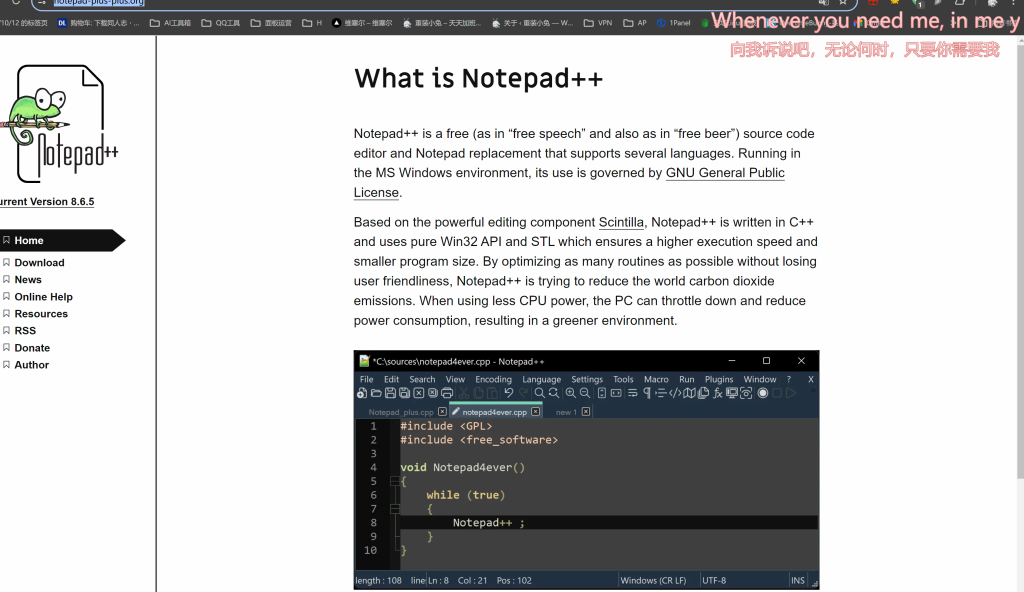 notepad-plus-plus.org
/10/12 的标签页
购物车: 下载同人志 · ...
AI工具箱
QQ工具
面板运营
H
维塞尔 – 维塞尔
重装小兔 – 天天加班...
关于 ‹ 重装小兔 — W...
VPN
AP
1Panel
Whenever you need me, in me y
向我诉说吧，无论何时，只要你需要我
Notepad++
urrent Version 8.6.5
Home
Download
News
Online Help
Resources
RSS
Donate
Author
What is Notepad++
Notepad++ is a free (as in “free speech” and also as in “free beer”) source code
editor and Notepad replacement that supports several languages. Running in
the MS Windows environment, its use is governed by GNU General Public
License.
Based on the powerful editing component Scintilla, Notepad++ is written in C++
and uses pure Win32 API and STL which ensures a higher execution speed and
smaller program size. By optimizing as many routines as possible without losing
user friendliness, Notepad++ is trying to reduce the world carbon dioxide
emissions. When using less CPU power, the PC can throttle down and reduce
power consumption, resulting in a greener environment.
*C:\sources\notepad4ever.cpp - Notepad++
File Edit Search View Encoding Language Settings Tools Macro Run Plugins Window ? X
Notepad_plus.cpp notepad4ever.cpp new 1
1 #include <GPL>
2 #include <free_software>
3
4 void Notepad4ever()
5 {
6 while (true)
7 {
8 Notepad++ ;
9 }
10 }
length : 108 line Ln : 8 Col : 21 Pos : 102 Windows (CR LF) UTF-8 INS